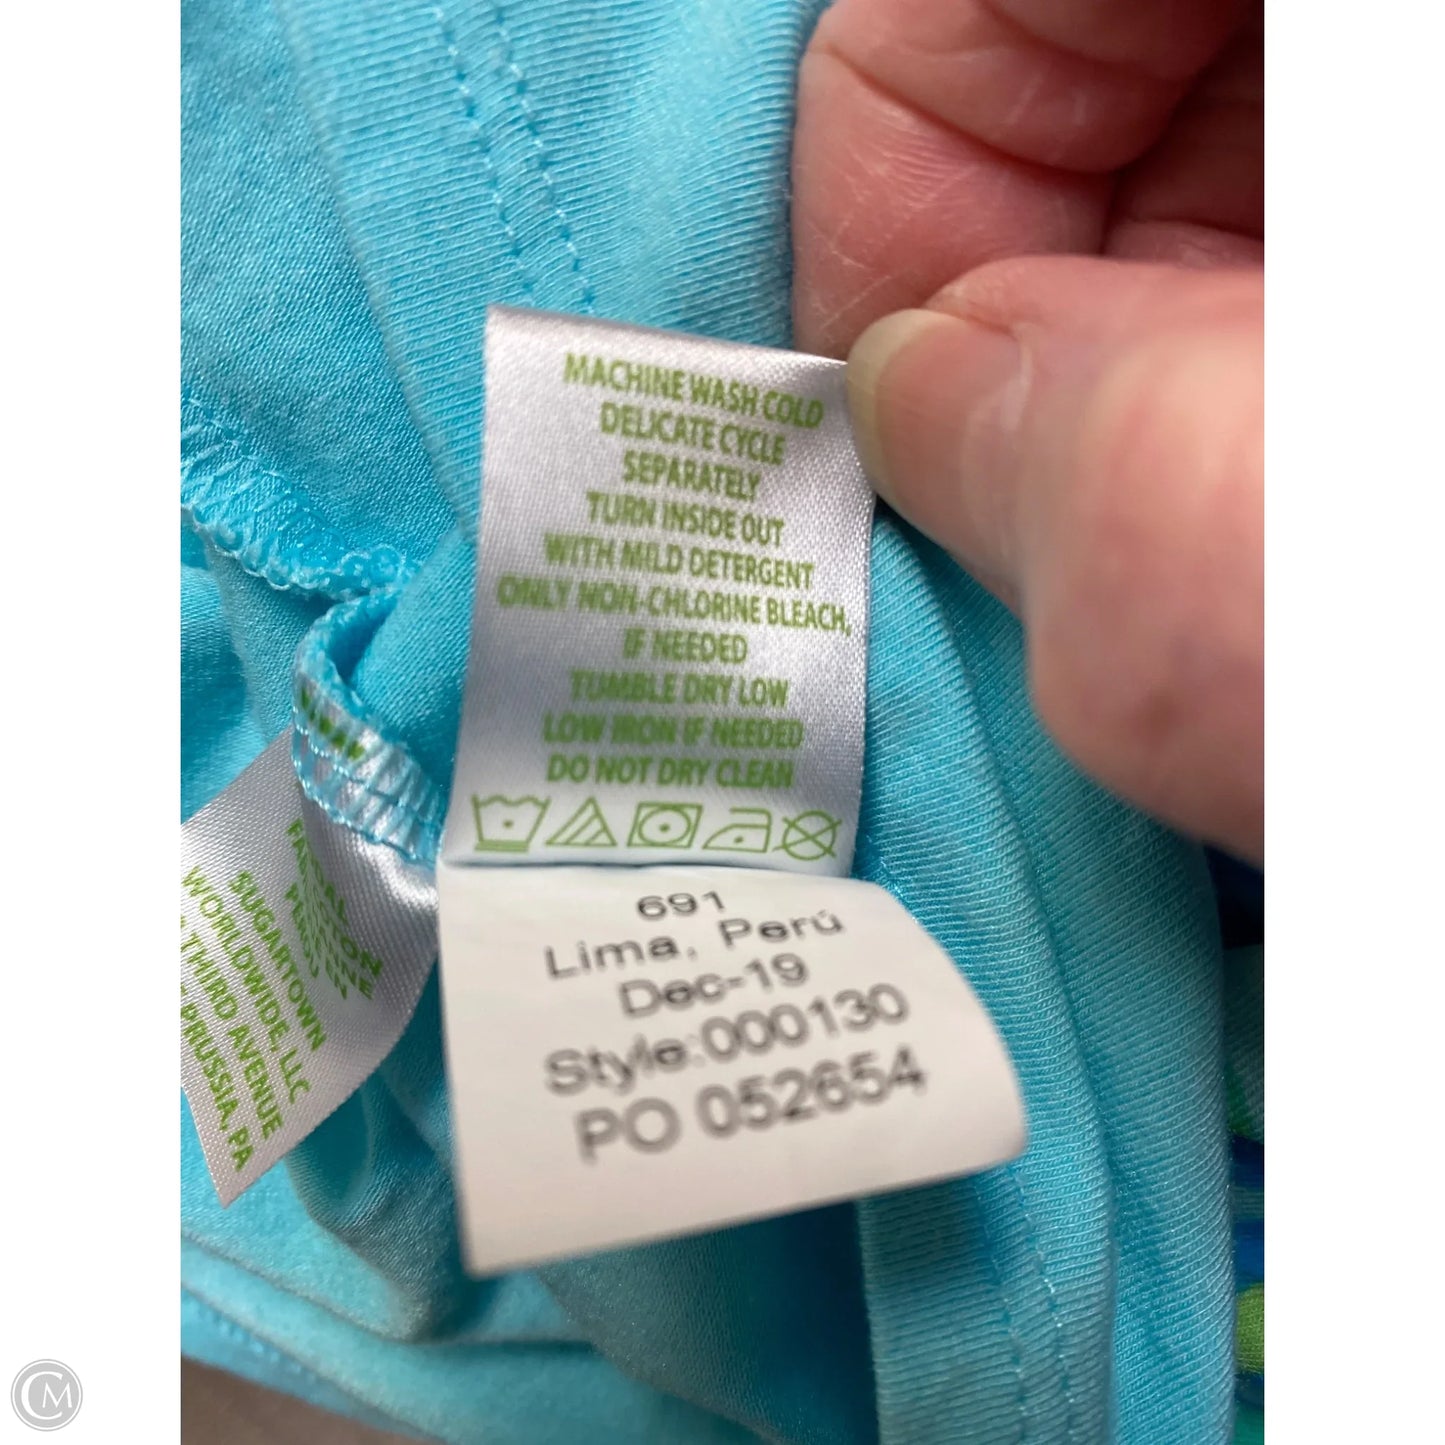 MACHINE WASH COLD
DELICATE CYCLE
SEPARATELY
TURN INSIDE OUT
WITH MILD DETERGENT
ONLY NON-CHLORINE BLEACH,
IF NEEDED
TUMBLE DRY LOW
LOW IRON IF NEEDED
DO NOT DRY CLEAN
691
Lima, Perú
Dec-19
Style:000130
PO 052654
SUGARTOWN
WORLDWIDE, LLC
THIRD AVENUE
PRUSSIA, PA
CM